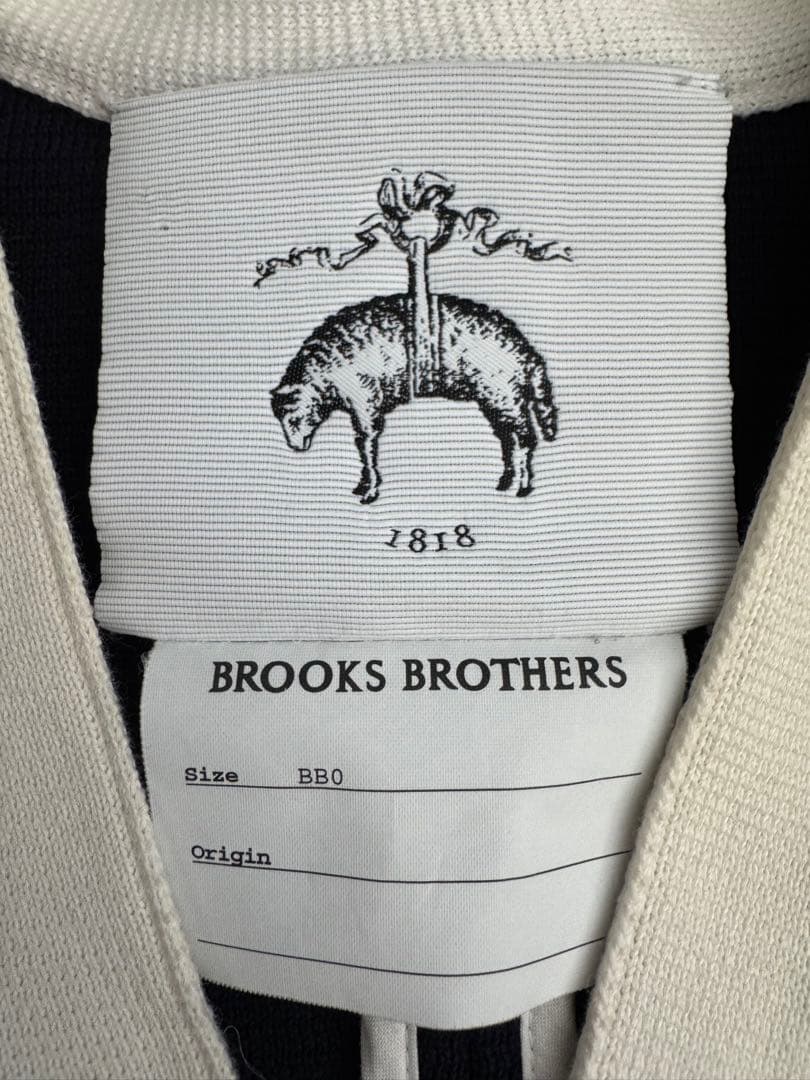 1818
BROOKS BROTHERS
Size BB0
Origin